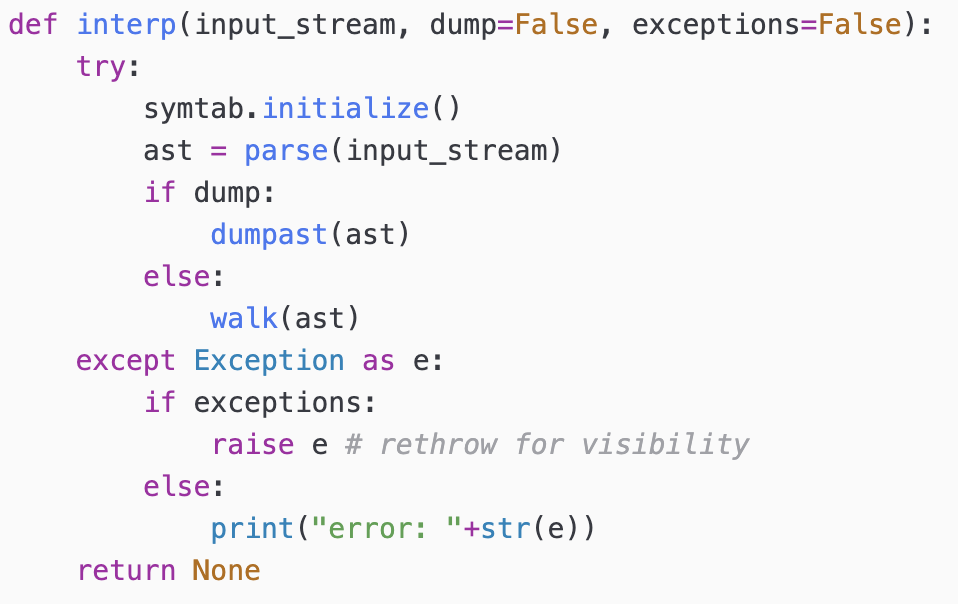 def interp(input_stream, dump=False, exceptions=False):
    try:
        symtab.initialize()
        ast = parse(input_stream)
        if dump:
            dumpast(ast)
        else:
            walk(ast)
    except Exception as e:
        if exceptions:
            raise e # rethrow for visibility
        else:
            print("error: "+str(e))
    return None